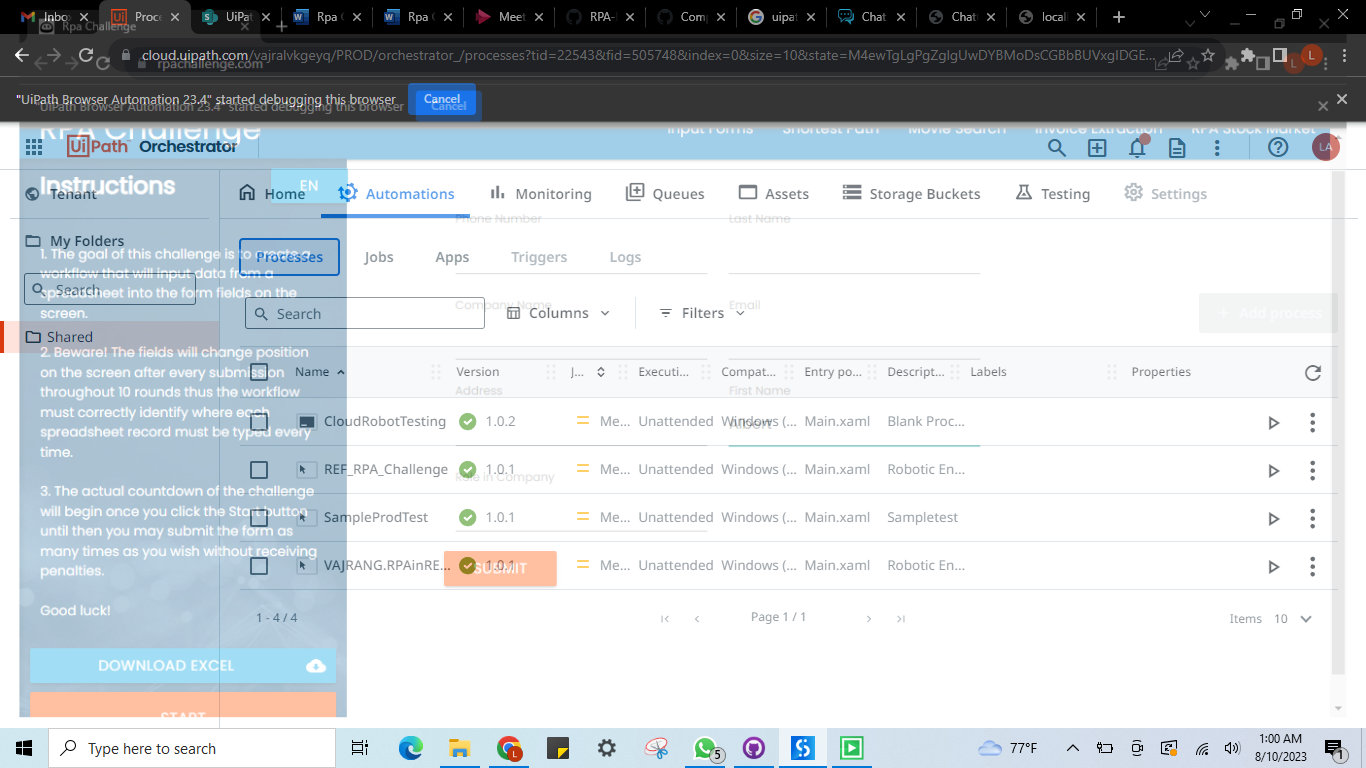 Inbo
Proc
UiPat
Rpa C
Rpa C
Meet
RPA-
Comp
uipat
Chat
Chat
locall
Rpa Challenge
cloud.uipath.com/vajralvkgeyq/PROD/orchestrator_/processes?tid=22543&fid=505748&index=0&size=10&state=M4ewTgLgPgZglgUwDYBMoDsCGBbBUVxgIDGE...
rpachallenge.com
"UiPath Browser Automation 23.4" started debugging this browser
Cancel
"UiPath Browser Automation 23.4" started debugging this browser
Cancel
RPA Challenge
Input Forms
Shortest Path
Movie Search
Invoice Extraction
RPA Stock Market
UiPath Orchestrator
LA
Instructions
EN
Tenant
Home
Automations
Monitoring
Queues
Assets
Storage Buckets
Testing
Settings
Phone Number
Last Name
My Folders
Processes
Jobs
Apps
Triggers
Logs
1. The goal of this challenge is to create a
workflow that will input data from a
spreadsheet into the form fields on the
screen.
Search
Company Name
Email
Search
Columns
Filters
Add process
Shared
2. Beware! The fields will change position
on the screen after every submission
throughout 10 rounds thus the workflow
must correctly identify where each
spreadsheet record must be typed every
time.
Name
Version
J...
Executi...
Compat...
Entry po...
Descript...
Labels
Properties
Address
First Name
CloudRobotTesting
1.0.2
Me...
Unattended
Windows (...
Main.xaml
Blank Proc...
Albert
REF_RPA_Challenge
1.0.1
Me...
Unattended
Windows (...
Main.xaml
Robotic En...
Role in Company
3. The actual countdown of the challenge
will begin once you click the Start button
until then you may submit the form as
many times as you wish without receiving
penalties.
SampleProdTest
1.0.1
Me...
Unattended
Windows (...
Main.xaml
Sampletest
VAJRANG.RPAinRE...
1.0.1
Me...
Unattended
Windows (...
Main.xaml
Robotic En...
SUBMIT
Good luck!
1 - 4 / 4
Page 1 / 1
Items 10
DOWNLOAD EXCEL
START
Type here to search
5
77°F
1:00 AM
8/10/2023
1